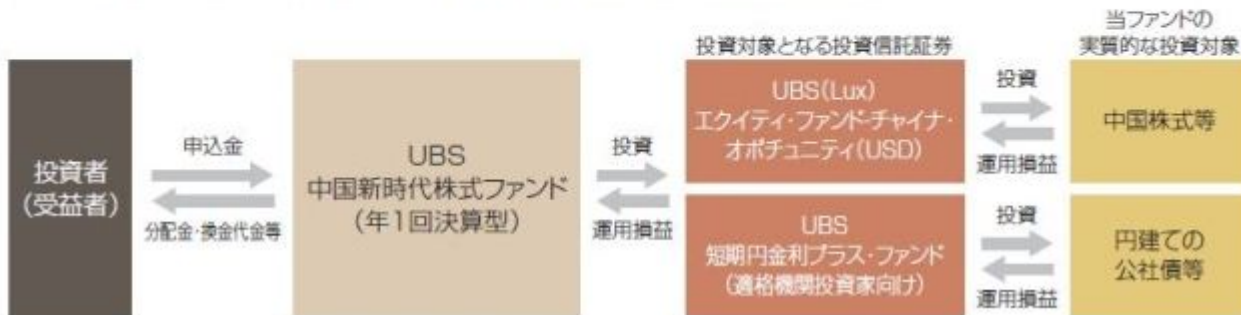 投資者
(受益者)
申込金
分配金・換金代金等
UBS
中国新時代株式ファンド
(年1回決算型)
投資
運用損益
投資対象となる投資信託証券
UBS(Lux)
エクイティ・ファンド-チャイナ・
オポチュニティ(USD)
投資
運用損益
当ファンドの
実質的な投資対象
中国株式等
UBS
短期円金利プラス・ファンド
(適格機関投資家向け)
投資
運用損益
円建ての
公社債等